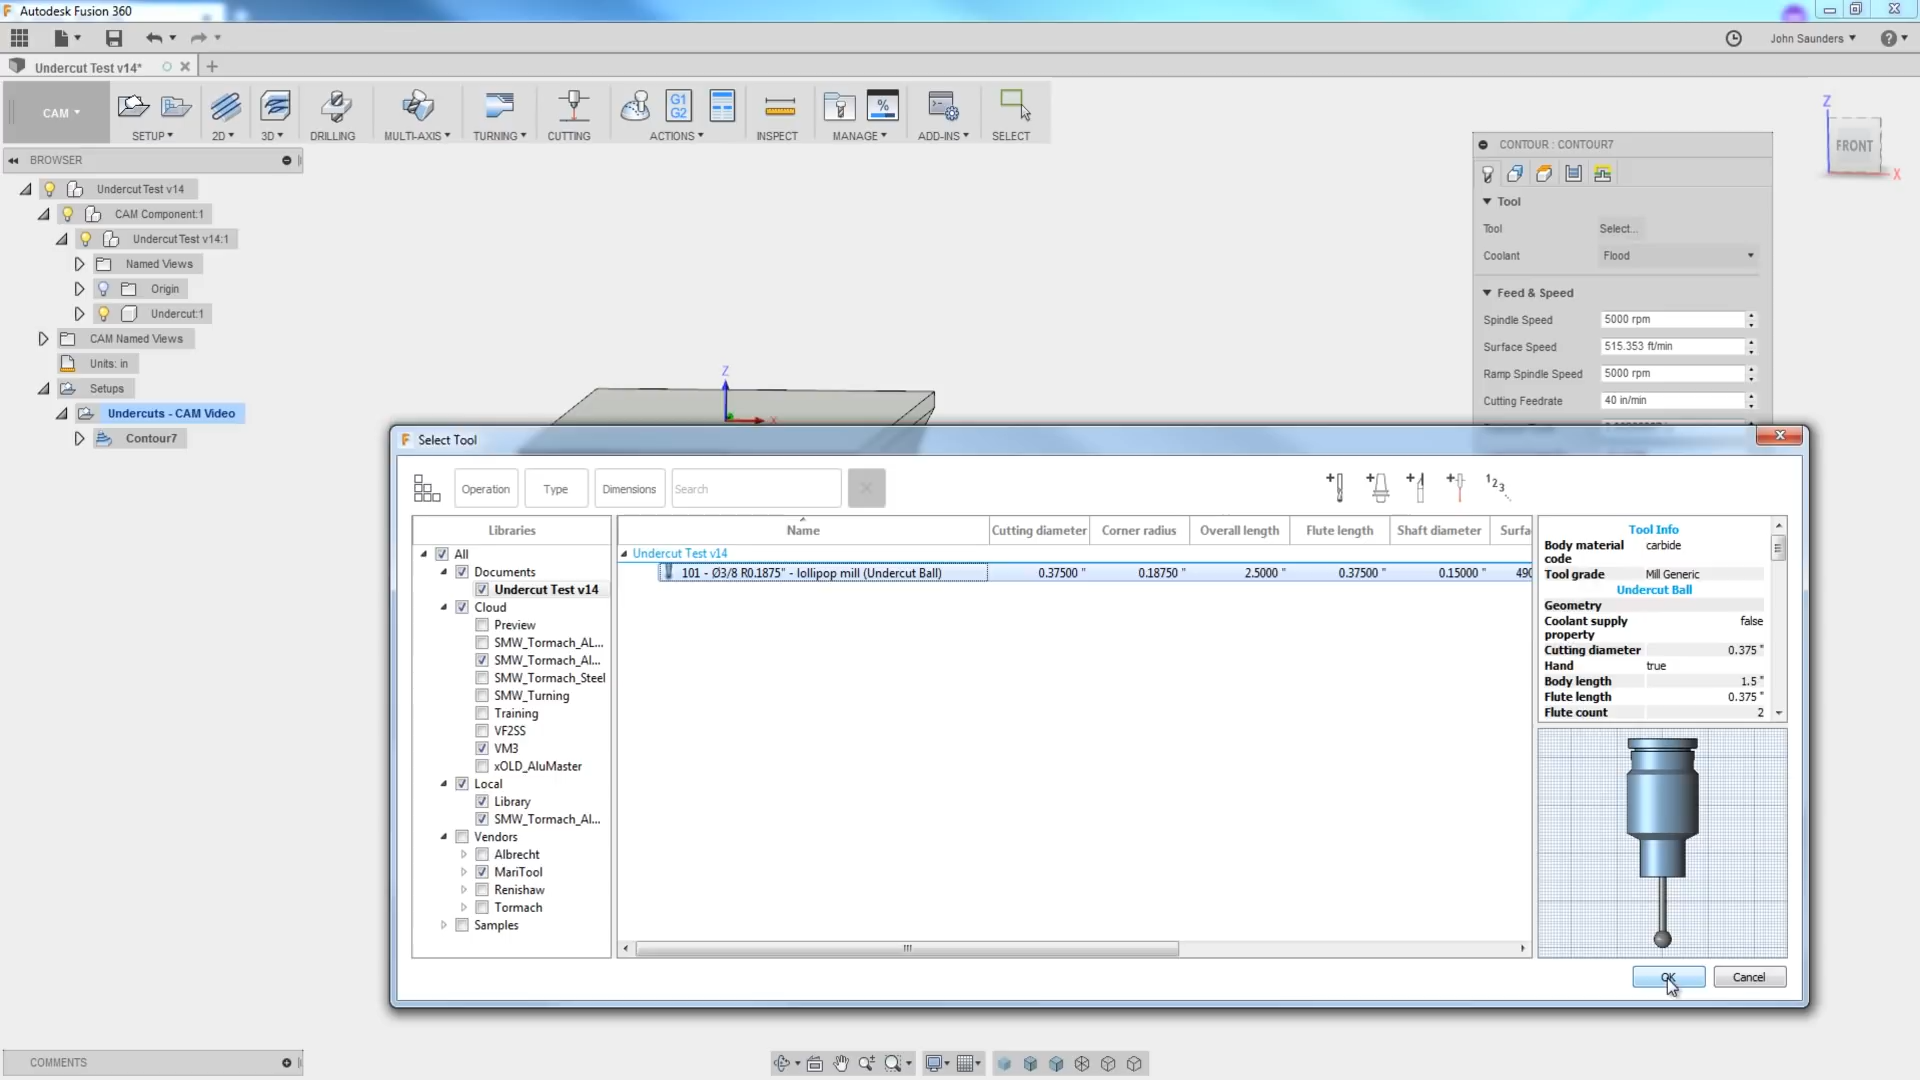 Autodesk Fusion 360
John Saunders
Undercut Test v14*
CAM
SETUP
2D
3D
DRILLING
MULTI-AXIS
TURNING
CUTTING
G1
G2
ACTIONS
INSPECT
%
MANAGE
ADD-INS
SELECT
BROWSER
UndercutTest v14
CAM Component:1
UndercutTest v14:1
Named Views
Origin
Undercut:1
CAM Named Views
Units: in
Setups
Undercuts - CAM Video
Contour7
Z
X
Z
FRONT
X
CONTOUR : CONTOUR7
Tool
Tool Select...
Coolant Flood
Feed & Speed
Spindle Speed 5000 rpm
Surface Speed 515.353 ft/min
Ramp Spindle Speed 5000 rpm
Cutting Feedrate 40 in/min
Select Tool
Operation Type Dimensions Search
1 2 3
Libraries
All
Documents
Undercut Test v14
Cloud
Preview
SMW_Tormach_AL...
SMW_Tormach_Al...
SMW_Tormach_Steel
SMW_Turning
Training
VF2SS
VM3
xOLD_AluMaster
Local
Library
SMW_Tormach_Al...
Vendors
Albrecht
MariTool
Renishaw
Tormach
Samples
Name Cutting diameter Corner radius Overall length Flute length Shaft diameter Surfa
Undercut Test v14
101 - Ø3/8 R0.1875" - lollipop mill (Undercut Ball) 0.37500 " 0.18750 " 2.5000 " 0.37500 " 0.15000 " 490
Tool Info
Body material code carbide
Tool grade Mill Generic
Undercut Ball
Geometry
Coolant supply property false
Cutting diameter 0.375 "
Hand true
Body length 1.5 "
Flute length 0.375 "
Flute count 2
OK Cancel
COMMENTS